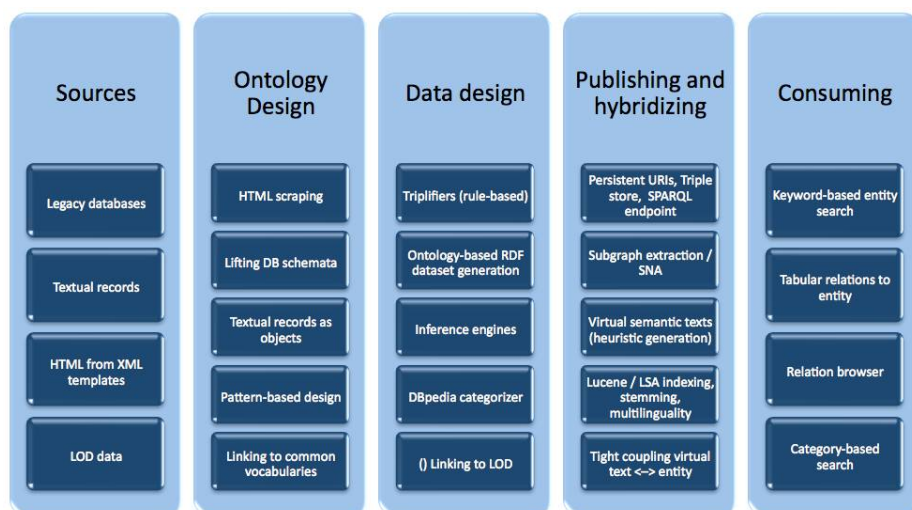 Sources
Legacy databases
Textual records
HTML from XML
templates
LOD data
Ontology
Design
HTML scraping
Lifting DB schemata
Textual records as
objects
Pattern-based design
Linking to common
vocabularies
Data design
Triplifiers (rule-based)
Ontology-based RDF
dataset generation
Inference engines
DBpedia categorizer
() Linking to LOD
Publishing and
hybridizing
Persistent URIs, Triple
store, SPARQL
endpoint
Subgraph extraction /
SNA
Virtual semantic texts
(heuristic generation)
Lucene / LSA indexing,
stemming,
multilinguality
Tight coupling virtual
text <--> entity
Consuming
Keyword-based entity
search
Tabular relations to
entity
Relation browser
Category-based
search